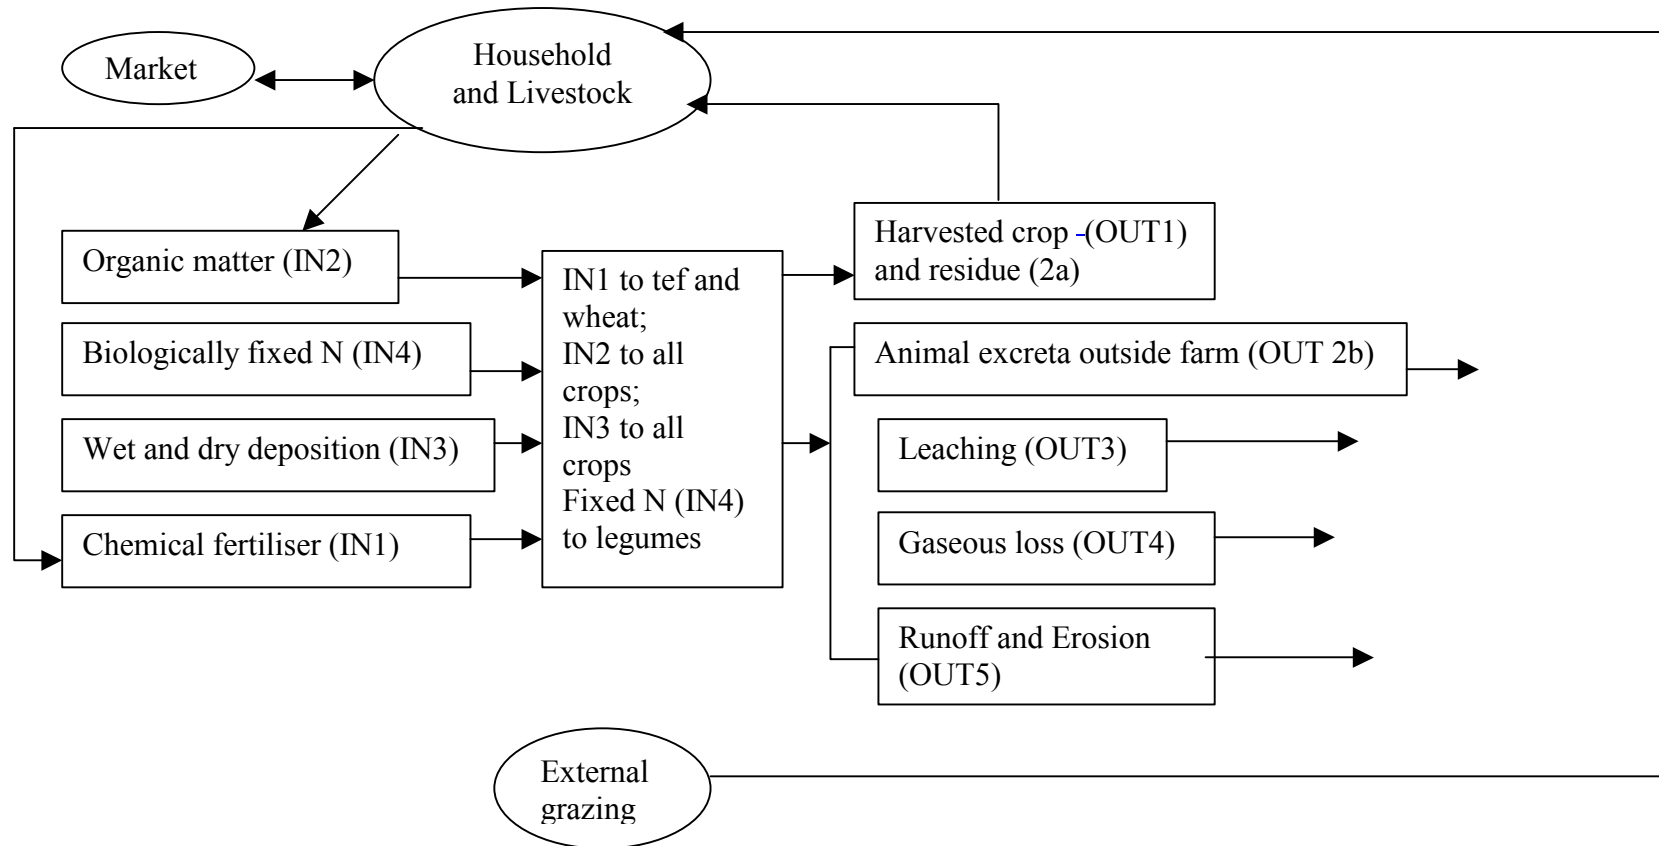 Market
Household
and Livestock
Organic matter (IN2)
Biologically fixed N (IN4)
Wet and dry deposition (IN3)
Chemical fertiliser (IN1)
IN1 to tef and
wheat;
IN2 to all
crops;
IN3 to all
crops
Fixed N (IN4)
to legumes
Harvested crop -(OUT1)
and residue (2a)
Animal excreta outside farm (OUT 2b)
Leaching (OUT3)
Gaseous loss (OUT4)
Runoff and Erosion
(OUT5)
External
grazing